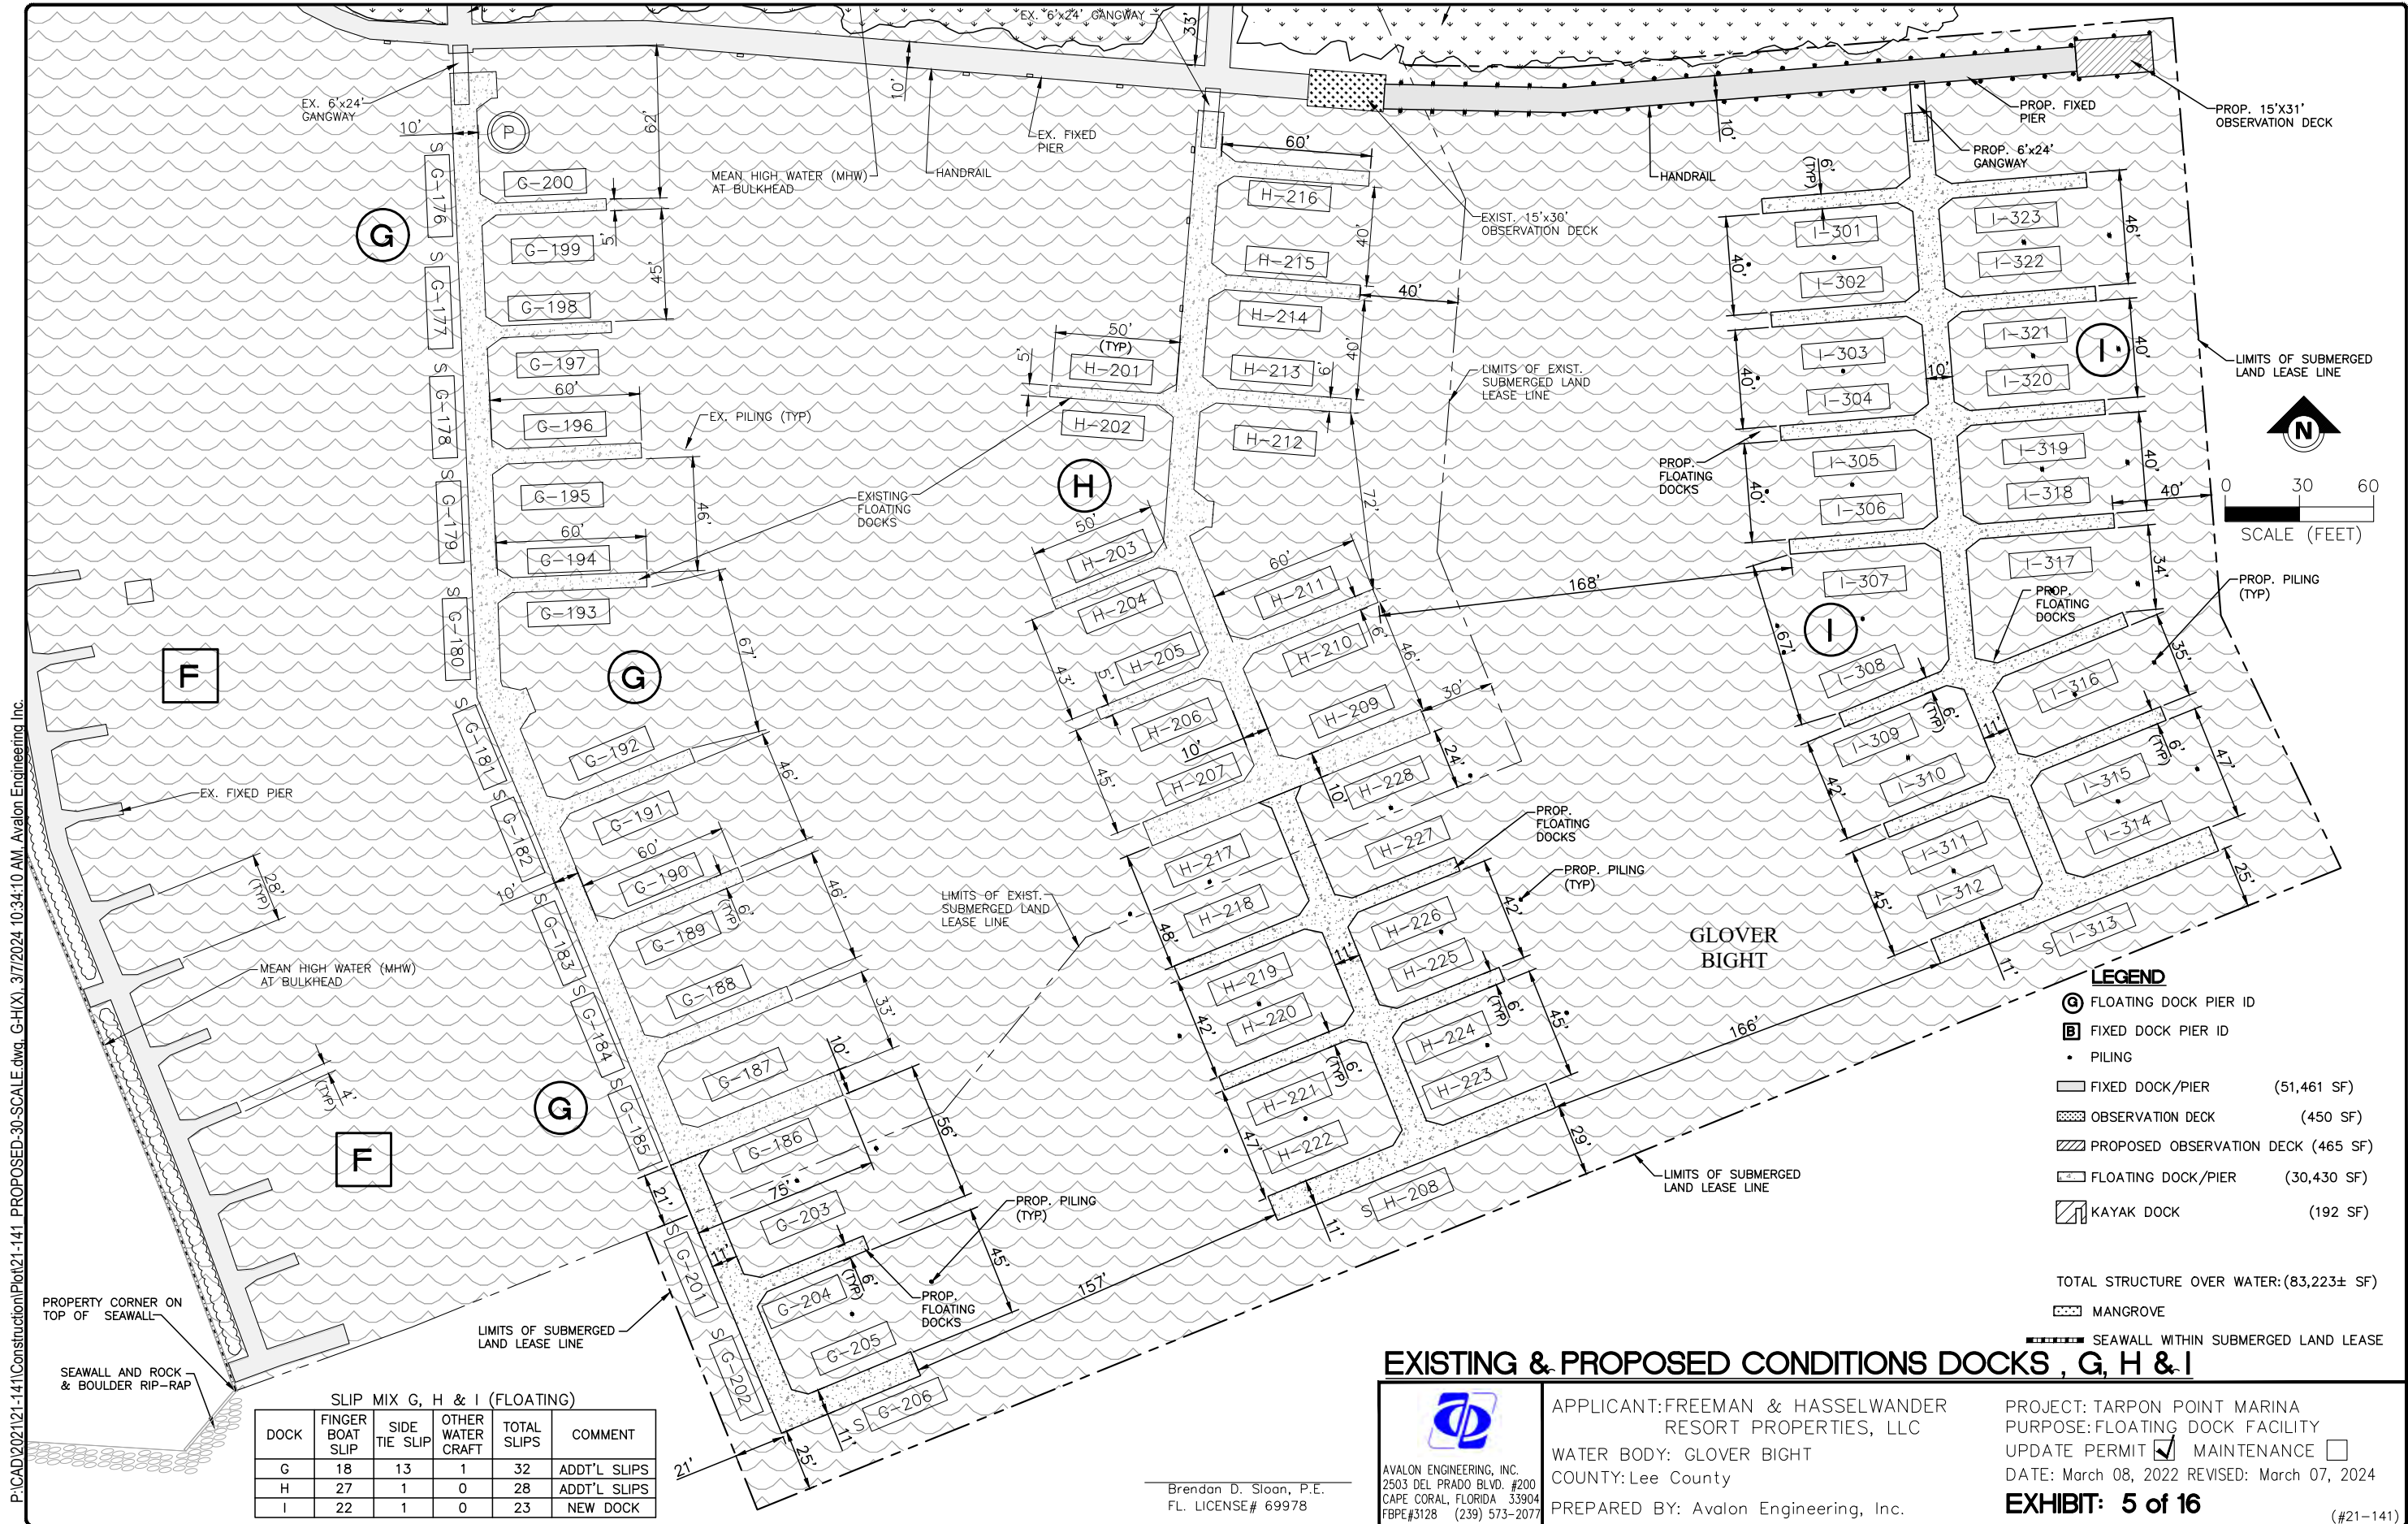 EX. 6'x24' GANGWAY
33'
EX. 6'x24'
GANGWAY
10'
P
62'
10'
HANDRAIL
EX. FIXED
PIER
MEAN HIGH WATER (MHW)
AT BULKHEAD
60'
EXIST. 15'x30'
OBSERVATION DECK
HANDRAIL
10'
PROP. FIXED
PIER
PROP. 6'x24'
GANGWAY
PROP. 15'X31'
OBSERVATION DECK
G
S G-176
S G-177
S G-178
S G-179
S G-180
S G-181
S G-182
S G-183
S G-184
S G-185
S G-201
S G-202
G-200
5'
G-199
45'
G-198
G-197
60'
G-196
EX. PILING (TYP)
G-195
46'
60'
G-194
G-193
67'
G
G-192
46'
G-191
60'
G-190
10'
6'
(TYP)
46'
G-189
G-188
33'
G-187
10'
G
G-186
56'
21'
75'
G-203
11'
PROP. PILING
(TYP)
45'
6'
(TYP)
G-204
PROP.
FLOATING
DOCKS
G-205
S G-206
11'
21'
25'
157'
EXISTING
FLOATING
DOCKS
H-216
40'
H-215
40'
H-214
40'
50'
(TYP)
5'
H-201
H-213
6'
H-202
H-212
LIMITS OF EXIST.
SUBMERGED LAND
LEASE LINE
H
72'
50'
H-203
60'
H-211
H-204
6'
H-210
46'
43'
H-205
5'
30'
H-209
H-206
10'
45'
H-207
24'
10'
H-228
H-217
H-227
PROP.
FLOATING
DOCKS
LIMITS OF EXIST.
SUBMERGED LAND
LEASE LINE
H-218
48'
PROP. PILING
(TYP)
H-226
42'
11'
H-225
H-219
42'
H-220
6'
(TYP)
H-224
45'
6'
(TYP)
H-223
H-221
47'
H-222
29'
S H-208
11'
168'
166'
LIMITS OF SUBMERGED
LAND LEASE LINE
6'
(TYP)
I-301
I-323
46'
40'
I-322
I-302
I-321
I
40'
I-303
10'
I-320
40'
I-304
I-319
PROP.
FLOATING
DOCKS
I-305
40'
40'
I-318
40'
I-306
I-317
34'
I-307
PROP.
FLOATING
DOCKS
PROP. PILING
(TYP)
I
67'
35'
I-308
I-316
6'
(TYP)
11'
I-309
6'
(TYP)
47'
42'
I-310
I-315
I-314
I-311
45'
I-312
25'
S I-313
11'
LIMITS OF SUBMERGED
LAND LEASE LINE
N
0 30 60
SCALE (FEET)
GLOVER
BIGHT
F
EX. FIXED PIER
28'
(TYP)
MEAN HIGH WATER (MHW)
AT BULKHEAD
4'
(TYP)
F
PROPERTY CORNER ON
TOP OF SEAWALL
SEAWALL AND ROCK
& BOULDER RIP-RAP
LIMITS OF SUBMERGED
LAND LEASE LINE
LEGEND
G FLOATING DOCK PIER ID
B FIXED DOCK PIER ID
PILING
FIXED DOCK/PIER (51,461 SF)
OBSERVATION DECK (450 SF)
PROPOSED OBSERVATION DECK (465 SF)
FLOATING DOCK/PIER (30,430 SF)
KAYAK DOCK (192 SF)
TOTAL STRUCTURE OVER WATER: (83,223± SF)
MANGROVE
SEAWALL WITHIN SUBMERGED LAND LEASE
SLIP MIX G, H & I (FLOATING)
DOCK FINGER BOAT SLIP SIDE TIE SLIP OTHER WATER CRAFT TOTAL SLIPS COMMENT
G 18 13 1 32 ADDT'L SLIPS
H 27 1 0 28 ADDT'L SLIPS
I 22 1 0 23 NEW DOCK
Brendan D. Sloan, P.E.
FL. LICENSE# 69978
EXISTING & PROPOSED CONDITIONS DOCKS , G, H & I
AVALON ENGINEERING, INC.
2503 DEL PRADO BLVD. #200
CAPE CORAL, FLORIDA 33904
FBPE#3128 (239) 573-2077
APPLICANT: FREEMAN & HASSELWANDER
RESORT PROPERTIES, LLC
WATER BODY: GLOVER BIGHT
COUNTY: Lee County
PREPARED BY: Avalon Engineering, Inc.
PROJECT: TARPON POINT MARINA
PURPOSE: FLOATING DOCK FACILITY
UPDATE PERMIT MAINTENANCE
DATE: March 08, 2022 REVISED: March 07, 2024
EXHIBIT: 5 of 16
(#21-141)
P:\CAD\2021\21-141\Construction\Plot\21-141 PROPOSED-30-SCALE.dwg, G-H(X), 3/7/2024 10:34:10 AM, Avalon Engineering Inc.